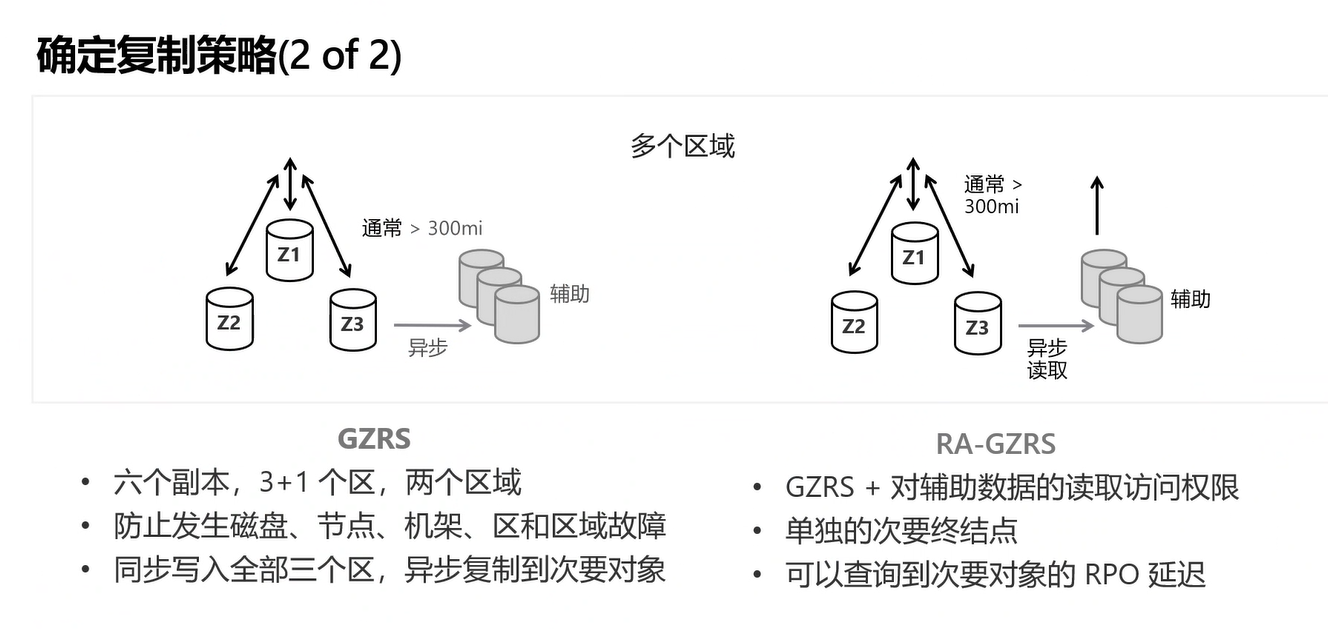 确定复制策略(2 of 2)
多个区域
Z1
Z2
Z3
通常 > 300mi
异步
辅助
Z1
Z2
Z3
通常 >
300mi
异步
读取
辅助
GZRS
• 六个副本，3+1 个区，两个区域
• 防止发生磁盘、节点、机架、区和区域故障
• 同步写入全部三个区，异步复制到次要对象
RA-GZRS
• GZRS + 对辅助数据的读取访问权限
• 单独的次要终结点
• 可以查询到次要对象的 RPO 延迟